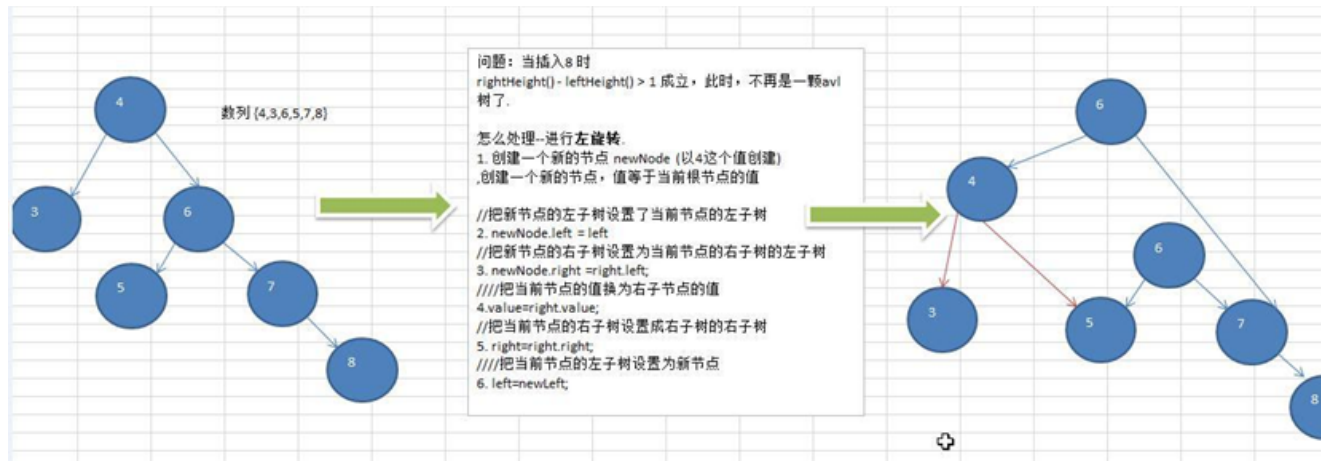 4
数列 {4,3,6,5,7,8}
3
6
5
7
8
问题：当插入8 时
rightHeight() - leftHeight() > 1 成立，此时，不再是一颗avl
树了.
怎么处理--进行左旋转.
1. 创建一个新的节点 newNode (以4这个值创建)
,创建一个新的节点，值等于当前根节点的值
//把新节点的左子树设置了当前节点的左子树
2. newNode.left = left
//把新节点的右子树设置为当前节点的右子树的左子树
3. newNode.right =right.left;
////把当前节点的值换为右子节点的值
4.value=right.value;
//把当前节点的右子树设置成右子树的右子树
5. right=right.right;
////把当前节点的左子树设置为新节点
6. left=newLeft;
6
4
6
3
5
7
8